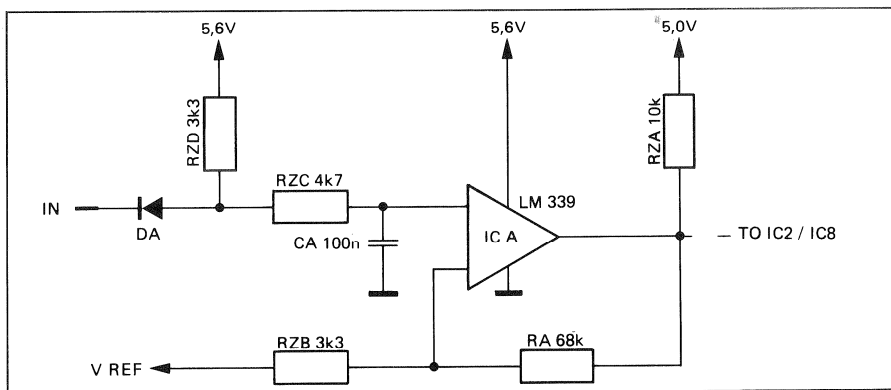 5,6V
5,6V
5,0V
RZD 3k3
RZA 10k
RZC 4k7
LM 339
IN
DA
CA 100n
IC A
TO IC2 / IC8
RZB 3k3
RA 68k
V REF